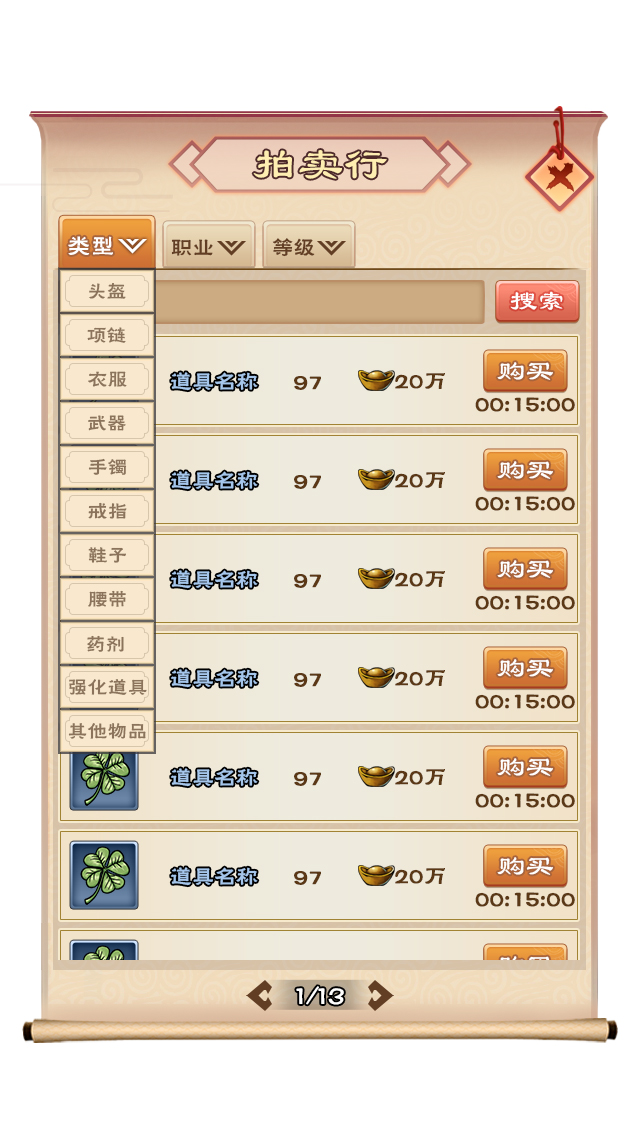 拍卖行
类型 职业 等级
头盔
搜索
项链
衣服
武器
手镯
戒指
鞋子
腰带
药剂
强化道具
其他物品
道具名称 97 20万 购买
00:15:00
道具名称 97 20万 购买
00:15:00
道具名称 97 20万 购买
00:15:00
道具名称 97 20万 购买
00:15:00
道具名称 97 20万 购买
00:15:00
道具名称 97 20万 购买
00:15:00
1/13